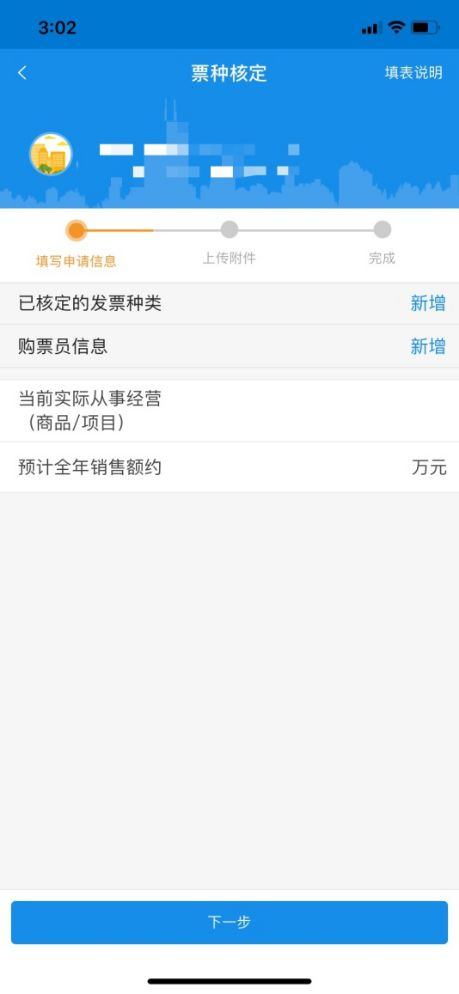 3:02
票种核定
填表说明
填写申请信息
上传附件
完成
已核定的发票种类
新增
购票员信息
新增
当前实际从事经营
（商品/项目）
预计全年销售额约
万元
下一步